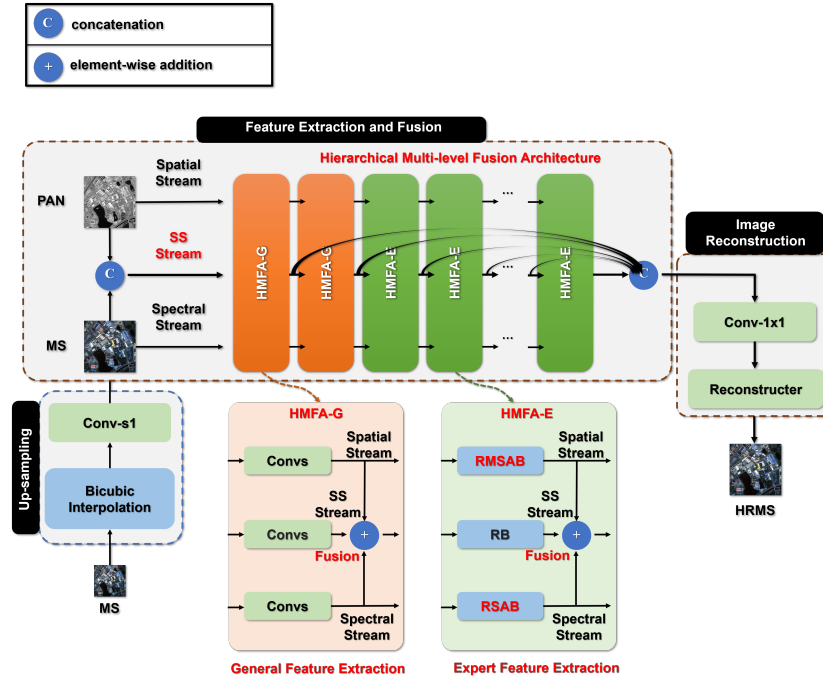 C concatenation
+ element-wise addition
Feature Extraction and Fusion
Hierarchical Multi-level Fusion Architecture
PAN
Spatial
Stream
SS
Stream
C
Spectral
Stream
MS
HMFA-G
HMFA-G
HMFA-E
HMFA-E
...
...
HMFA-E
C
Image
Reconstruction
Conv-1x1
Reconstructer
HRMS
Up-sampling
Conv-s1
Bicubic
Interpolation
MS
HMFA-G
Convs
Spatial
Stream
SS
Stream
Convs
+
Fusion
Convs
Spectral
Stream
General Feature Extraction
HMFA-E
RMSAB
Spatial
Stream
SS
Stream
RB
+
Fusion
RSAB
Spectral
Stream
Expert Feature Extraction